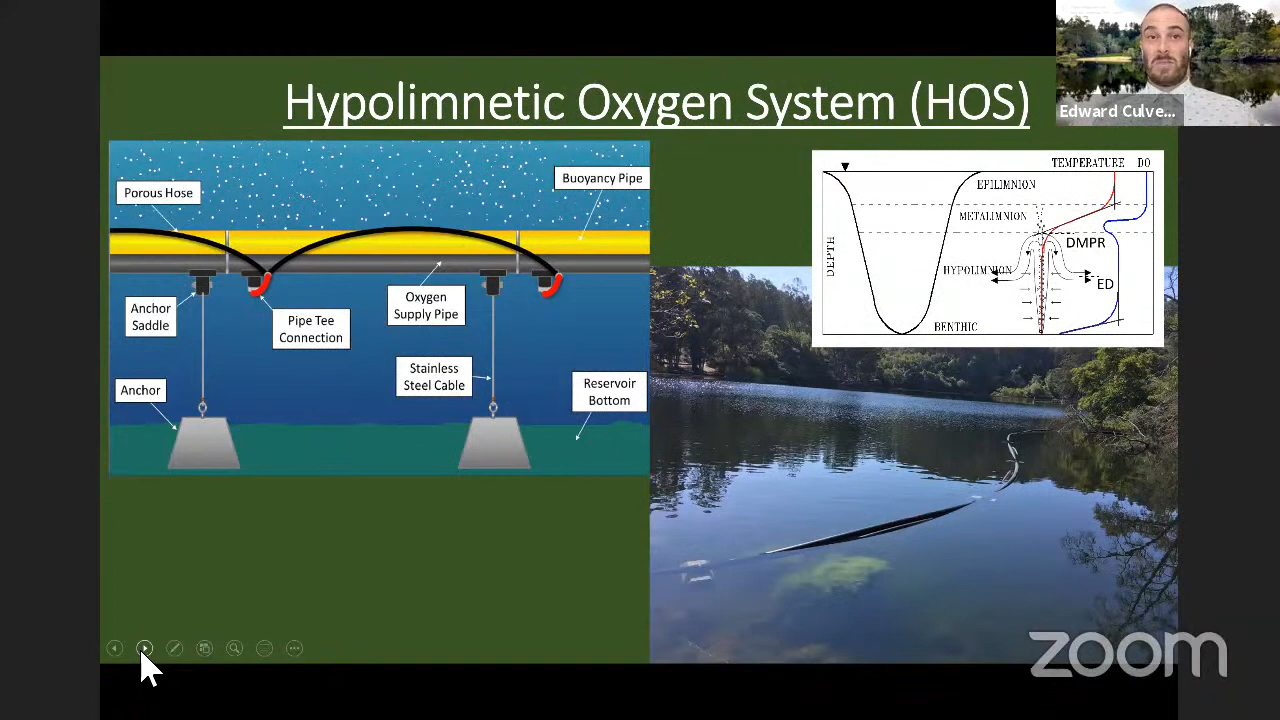 Hypolimnetic Oxygen System (HOS)
Edward Culve...
Porous Hose
Buoyancy Pipe
Anchor
Saddle
Pipe Tee
Connection
Oxygen
Supply Pipe
Anchor
Stainless
Steel Cable
Reservoir
Bottom
TEMPERATURE DO
EPILIMNION
METALIMNION
DMPR
DEPTH
HYPOLIMNION
ED
BENTHIC
zoom